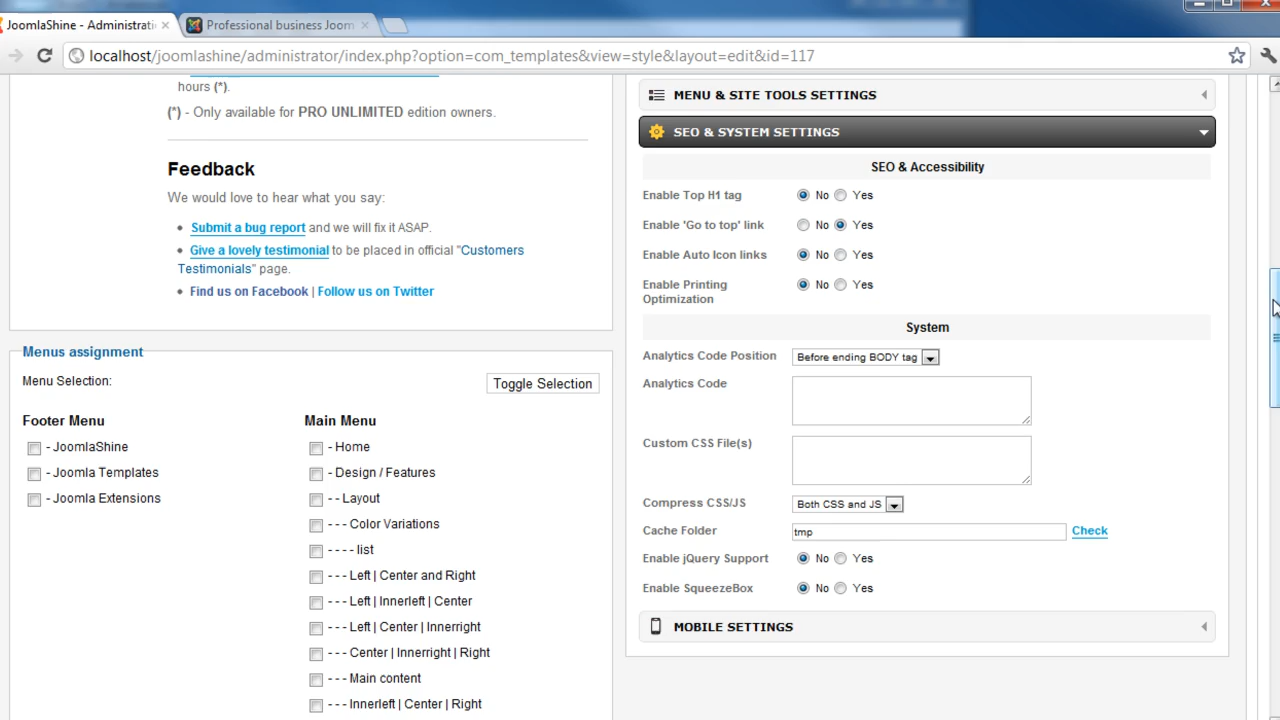 JoomlaShine - Administrati
Professional business Joom
localhost/joomlashine/administrator/index.php?option=com_templates&view=style&layout=edit&id=117
hours (*).
(*) - Only available for PRO UNLIMITED edition owners.
Feedback
We would love to hear what you say:
Submit a bug report and we will fix it ASAP.
Give a lovely testimonial to be placed in official "Customers
Testimonials" page.
Find us on Facebook | Follow us on Twitter
Menus assignment
Menu Selection:
Toggle Selection
Footer Menu
- JoomlaShine
- Joomla Templates
- Joomla Extensions
Main Menu
- Home
- Design / Features
- - Layout
- - - Color Variations
- - - - list
- - - Left | Center and Right
- - - Left | Innerleft | Center
- - - Left | Center | Innerright
- - - Center | Innerright | Right
- - - Main content
- - - Innerleft | Center | Right
MENU & SITE TOOLS SETTINGS
SEO & SYSTEM SETTINGS
SEO & Accessibility
Enable Top H1 tag No Yes
Enable 'Go to top' link No Yes
Enable Auto Icon links No Yes
Enable Printing No Yes
Optimization
System
Analytics Code Position Before ending BODY tag
Analytics Code
Custom CSS File(s)
Compress CSS/JS Both CSS and JS
Cache Folder tmp Check
Enable jQuery Support No Yes
Enable SqueezeBox No Yes
MOBILE SETTINGS